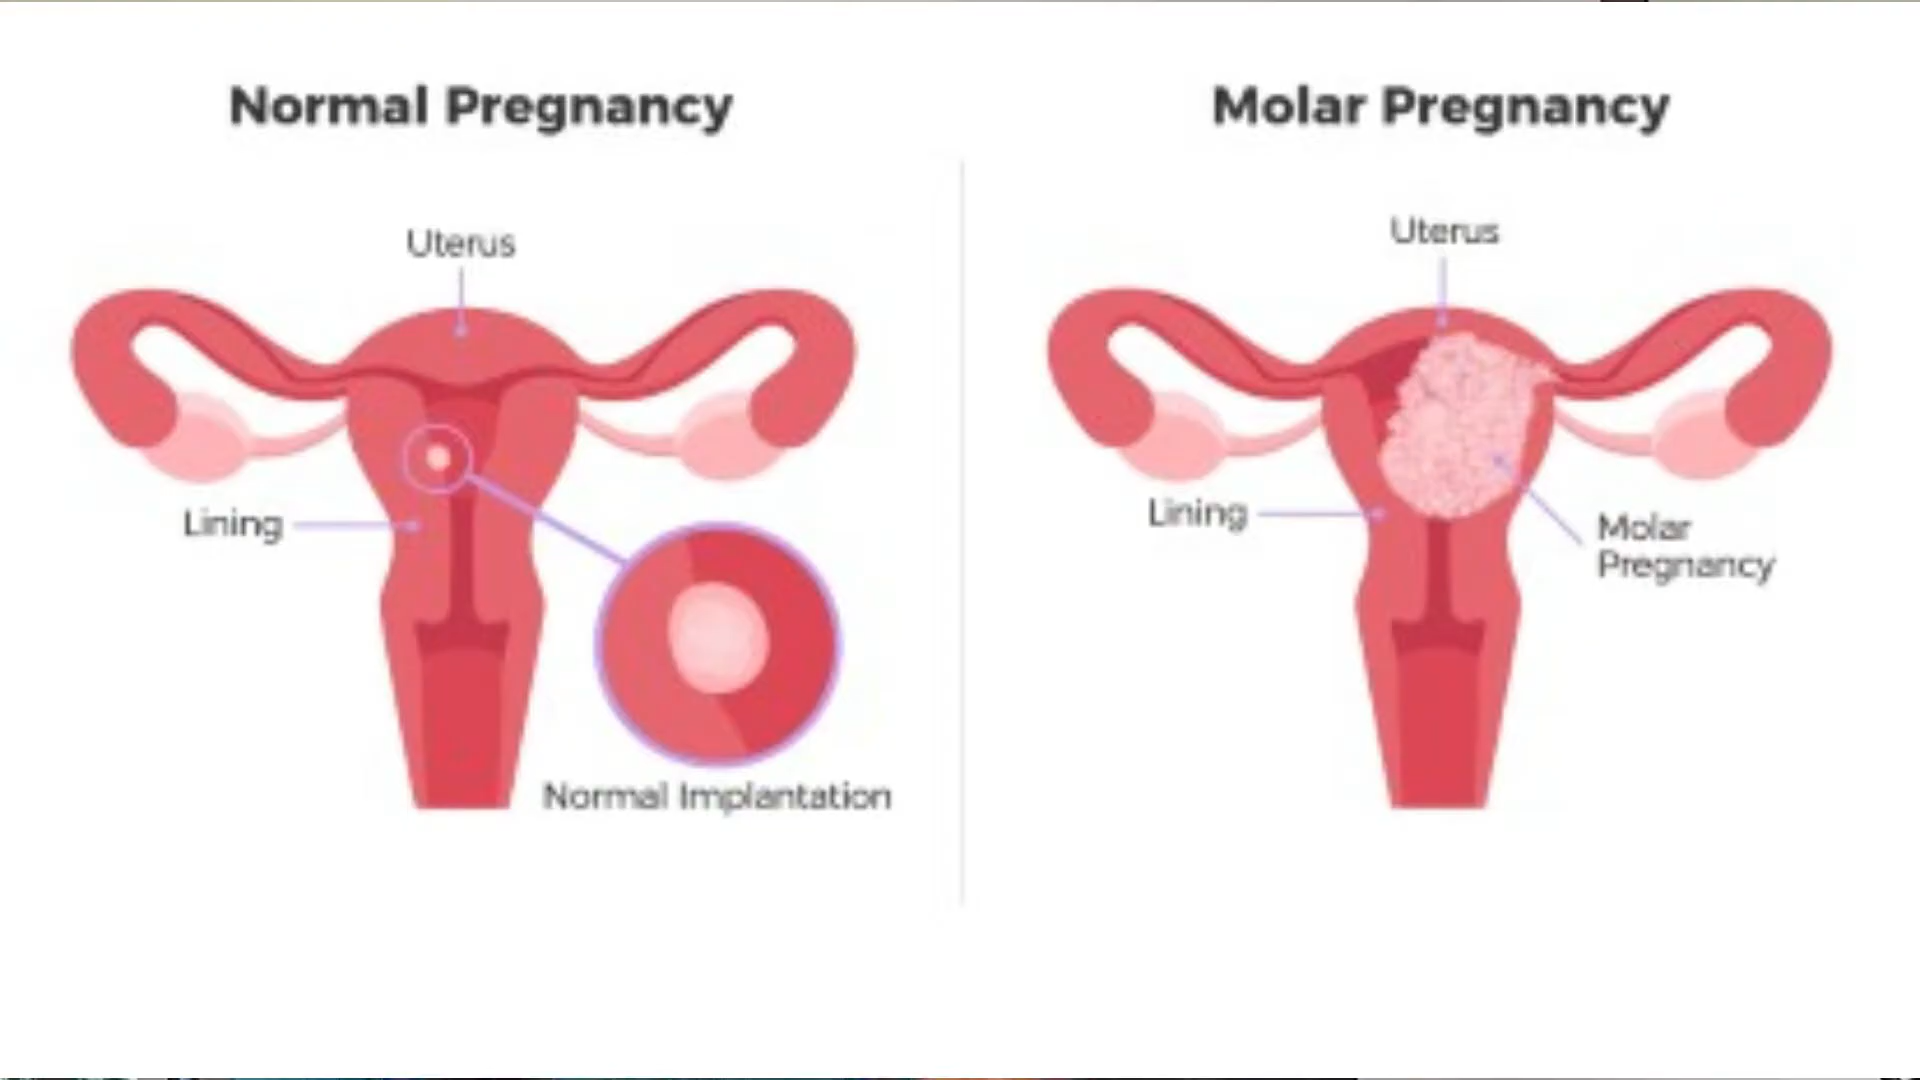 Normal Pregnancy
Uterus
Lining
Normal Implantation
Molar Pregnancy
Uterus
Lining
Molar
Pregnancy